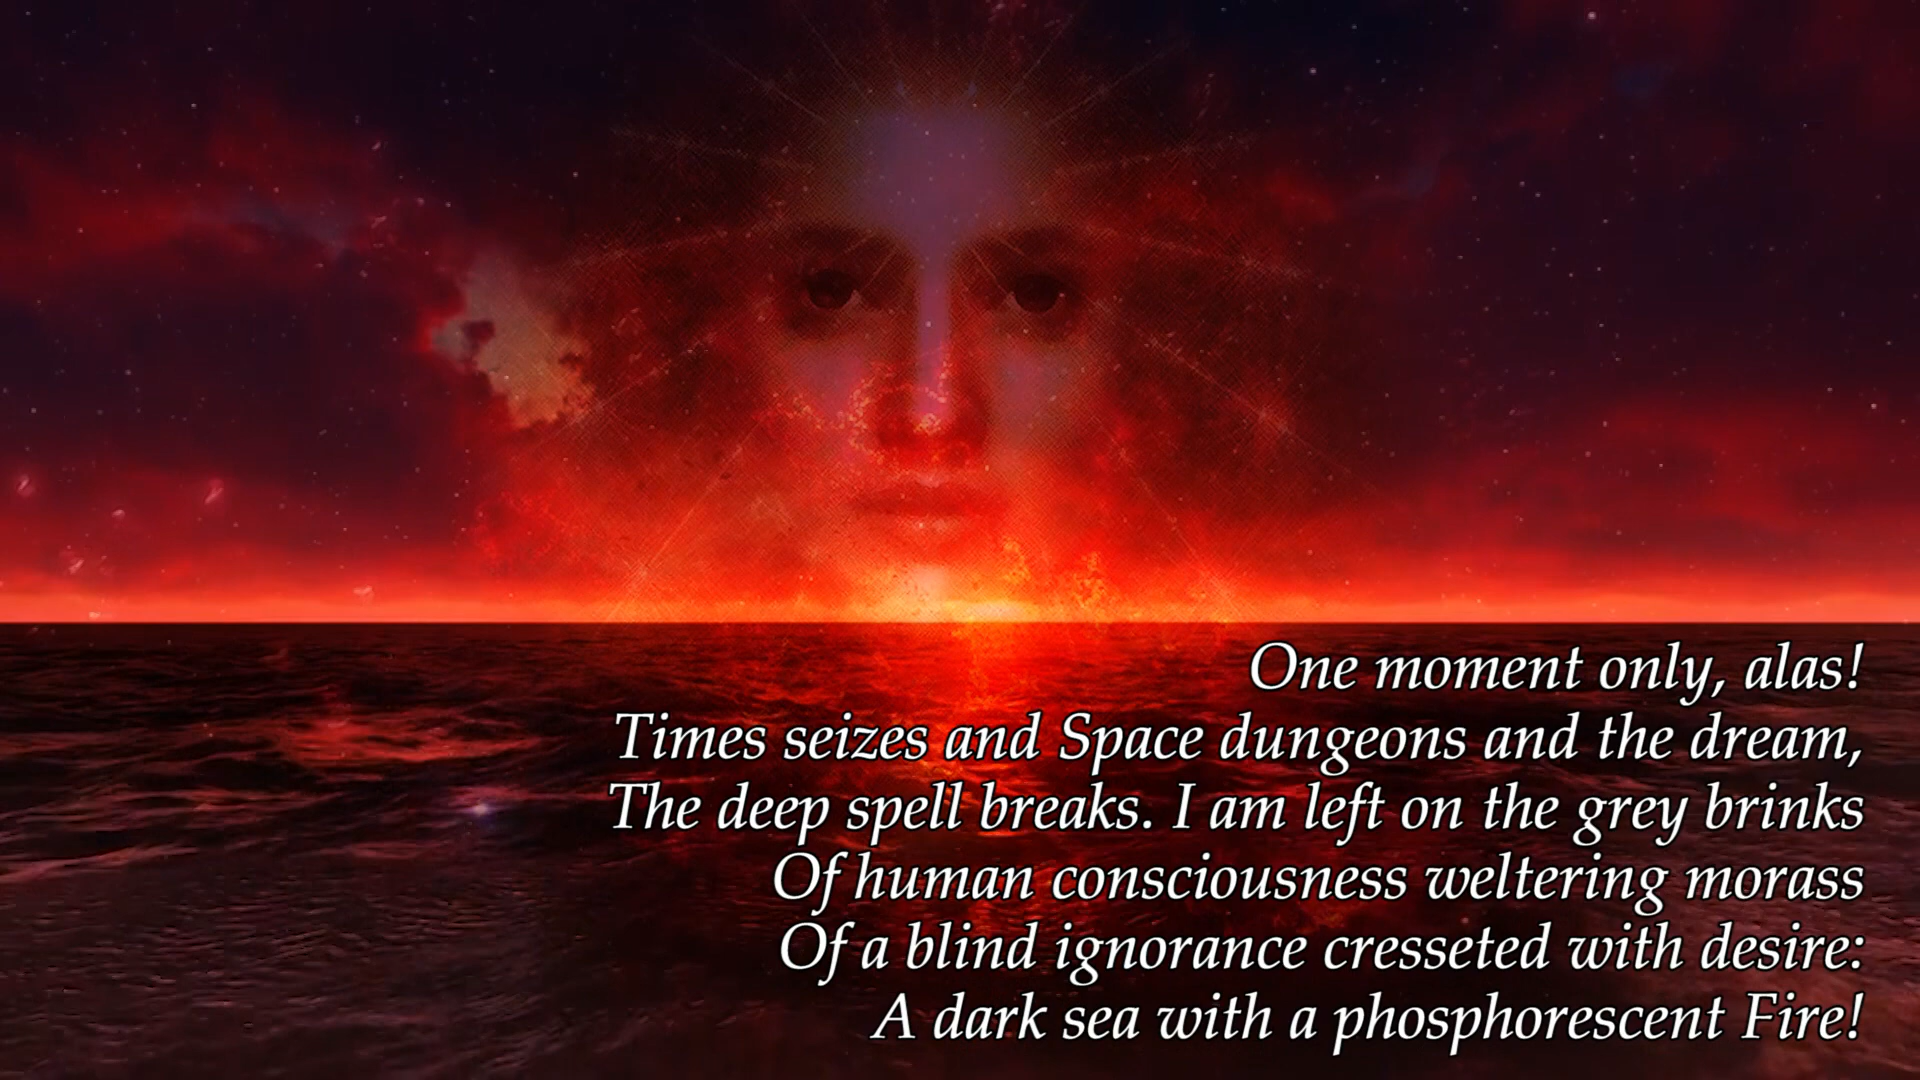 One moment only, alas!
Times seizes and Space dungeons and the dream,
The deep spell breaks. I am left on the grey brinks
Of human consciousness weltering morass
Of a blind ignorance cresseted with desire:
A dark sea with a phosphorescent Fire!